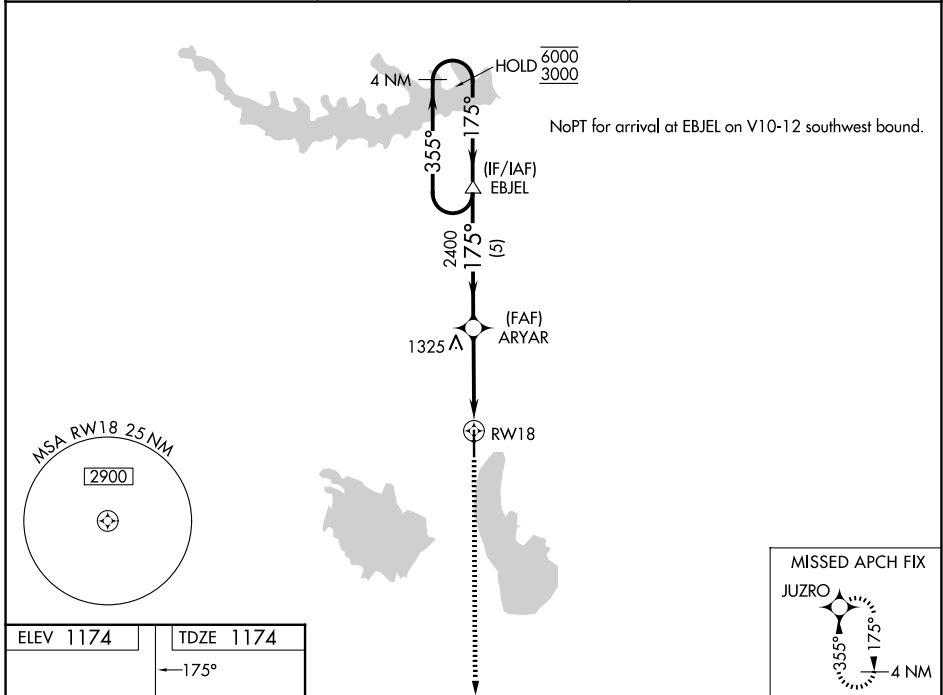 6000
HOLD
3000
4 NM
NoPT for arrival at EBJEL on V10-12 southwest bound.
355°
175°
(IF/IAF)
EBJEL
2400
175°
(5)
(FAF)
ARYAR
1325
RW18
MSA RW18 25 NM
2900
MISSED APCH FIX
JUZRO
355°
175°
4 NM
ELEV 1174
TDZE 1174
175°